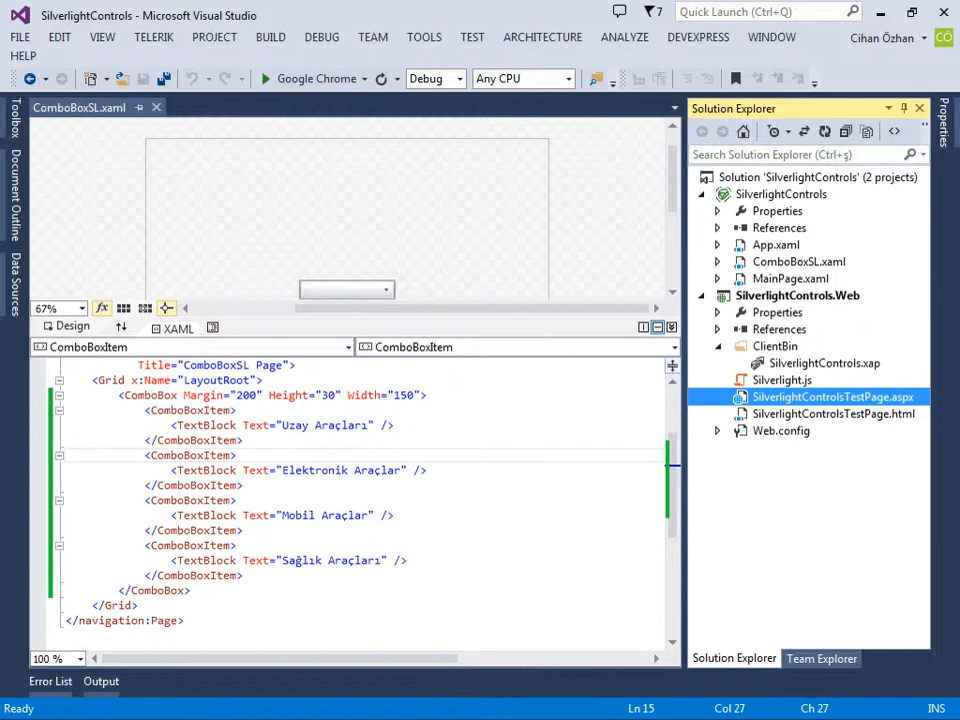 SilverlightControls - Microsoft Visual Studio
7
Quick Launch (Ctrl+Q)
FILE EDIT VIEW TELERIK PROJECT BUILD DEBUG TEAM TOOLS TEST ARCHITECTURE ANALYZE DEVEXPRESS WINDOW
Cihan Özhan CÖ
HELP
Google Chrome
Debug
Any CPU
Toolbox
Document Outline
Data Sources
ComboBoxSL.xaml
67%
fx
Design
XAML
ComboBoxItem
ComboBoxItem
Title="ComboBoxSL Page">
<Grid x:Name="LayoutRoot">
<ComboBox Margin="200" Height="30" Width="150">
<ComboBoxItem>
<TextBlock Text="Uzay Araçları" />
</ComboBoxItem>
<ComboBoxItem>
<TextBlock Text="Elektronik Araçlar" />
</ComboBoxItem>
<ComboBoxItem>
<TextBlock Text="Mobil Araçlar" />
</ComboBoxItem>
<ComboBoxItem>
<TextBlock Text="Sağlık Araçları" />
</ComboBoxItem>
</ComboBox>
</Grid>
</navigation:Page>
100 %
Solution Explorer
Search Solution Explorer (Ctrl+ş)
Solution 'SilverlightControls' (2 projects)
SilverlightControls
Properties
References
App.xaml
ComboBoxSL.xaml
MainPage.xaml
SilverlightControls.Web
Properties
References
ClientBin
SilverlightControls.xap
Silverlight.js
SilverlightControlsTestPage.aspx
SilverlightControlsTestPage.html
Web.config
Solution Explorer
Team Explorer
Properties
Error List
Output
Ready
Ln 15
Col 27
Ch 27
INS